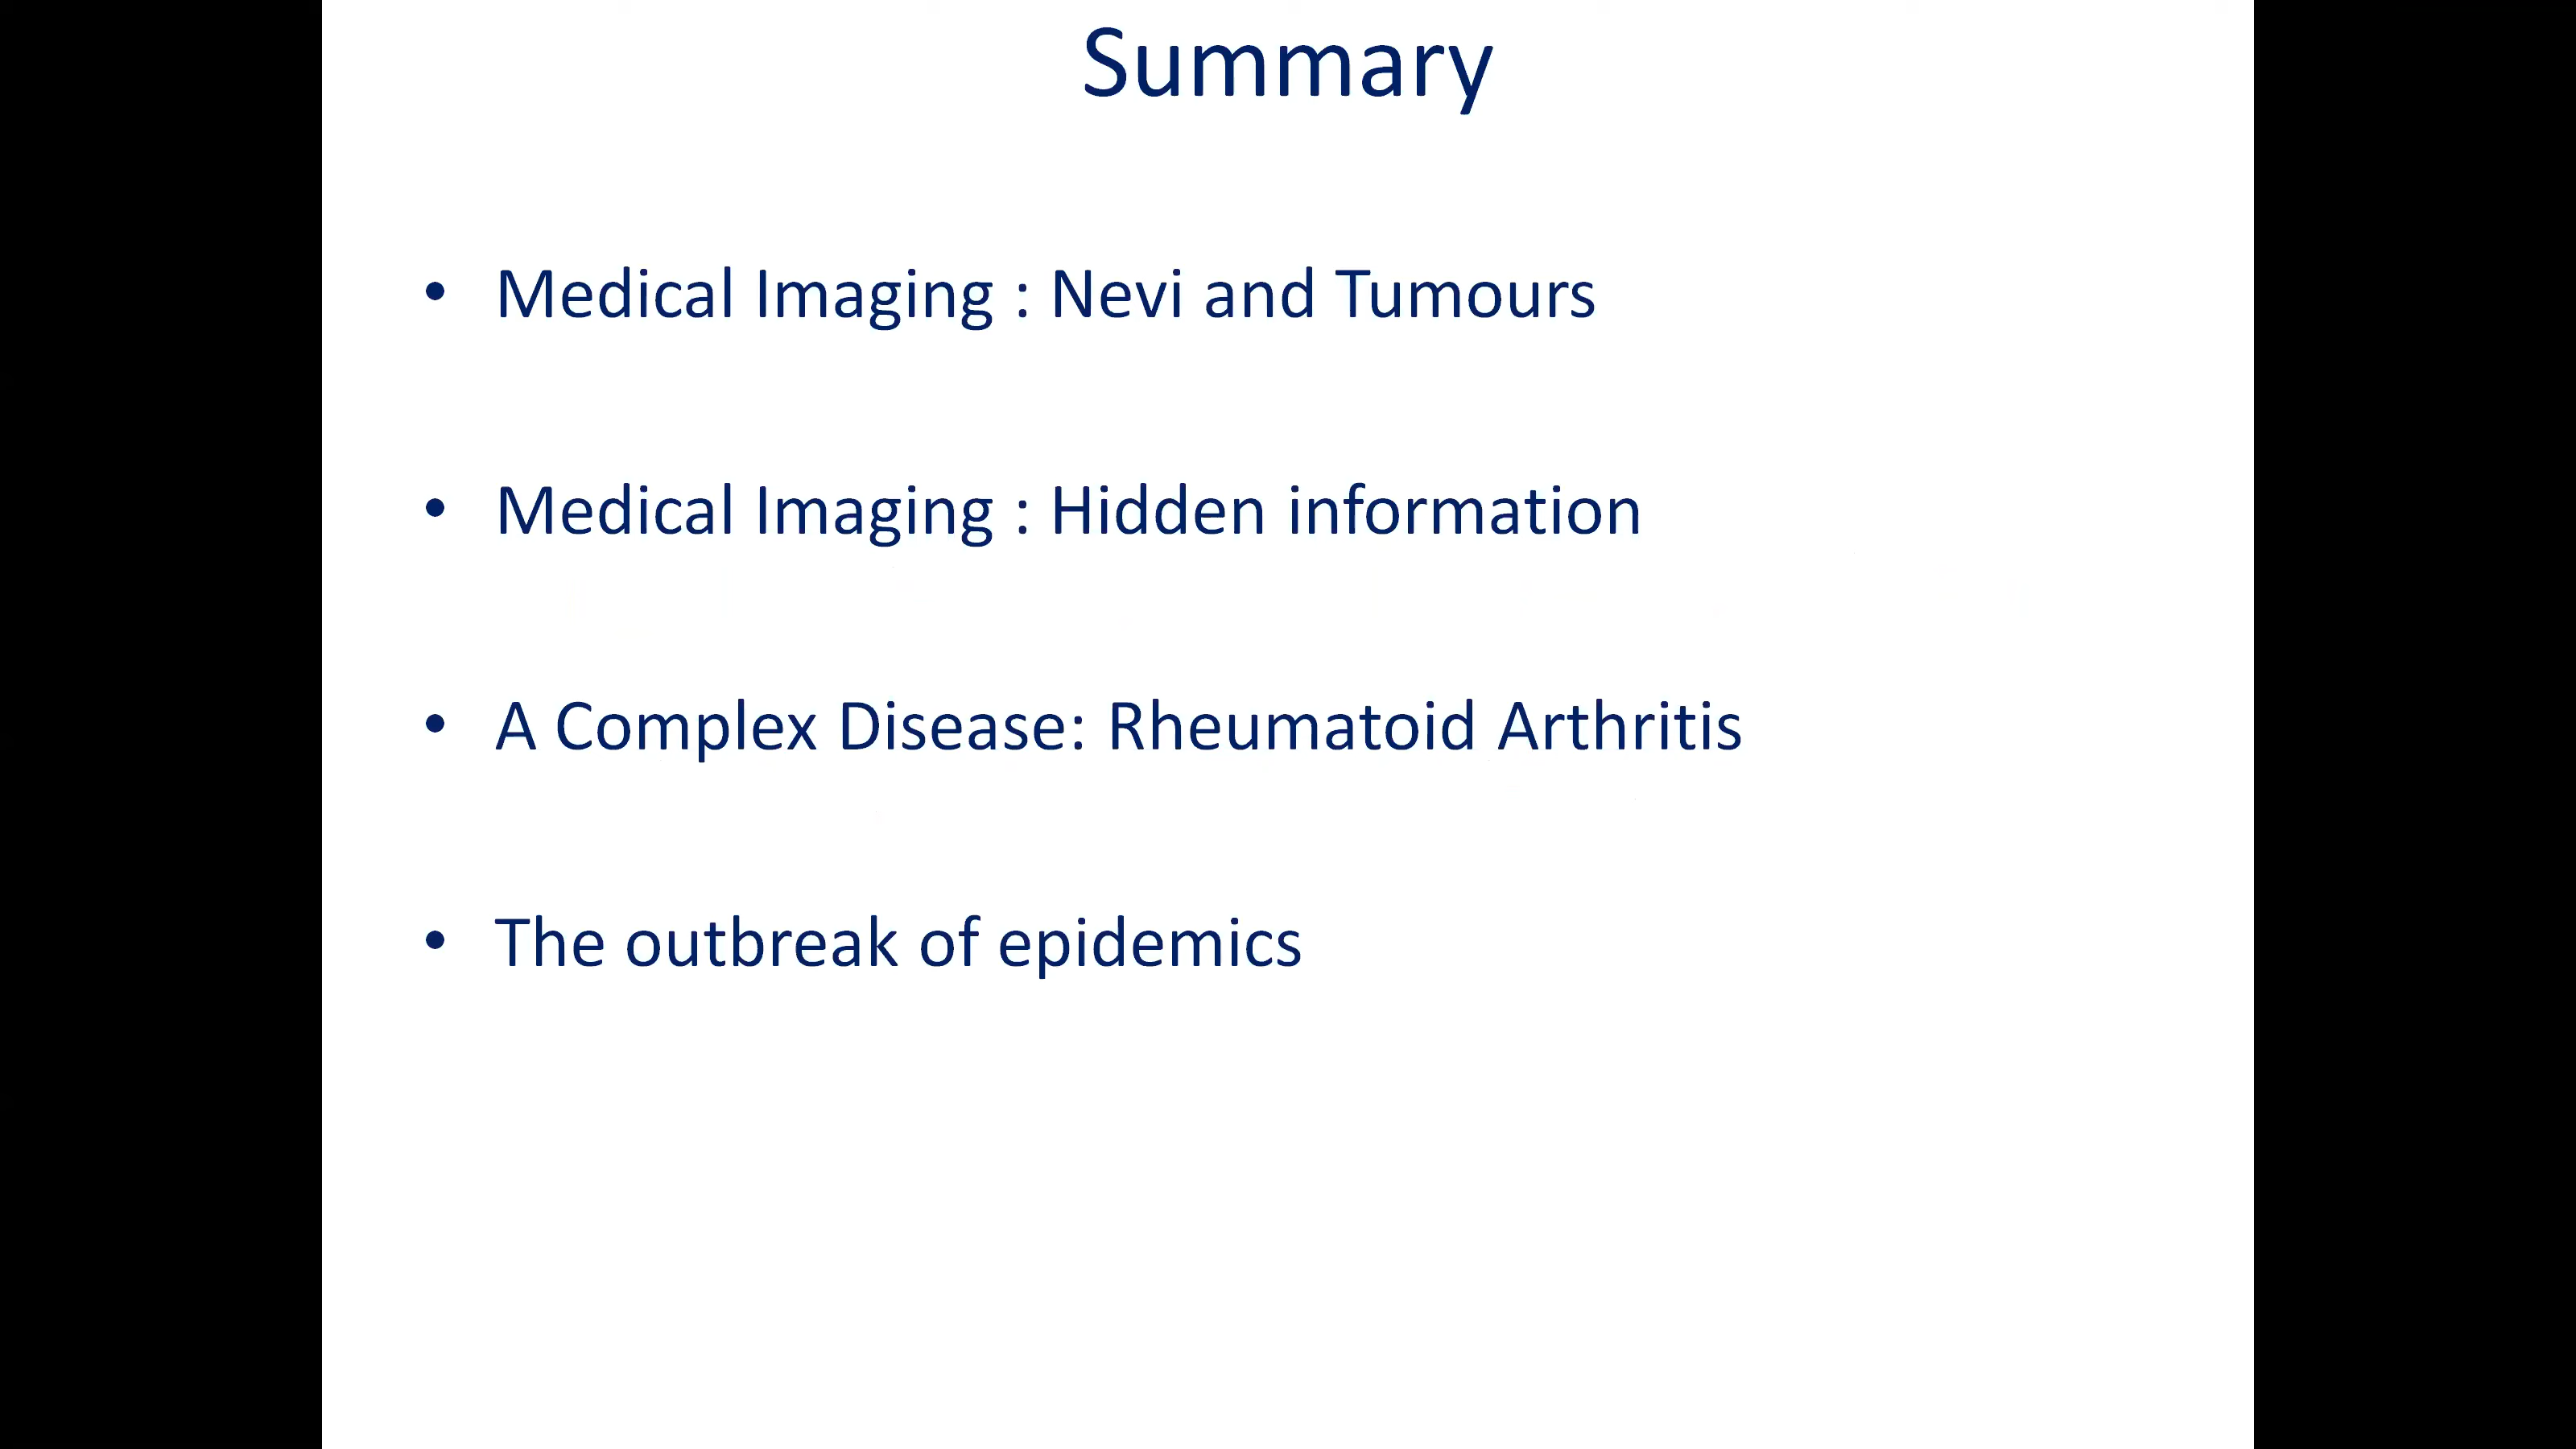 Summary
• Medical Imaging : Nevi and Tumours
• Medical Imaging : Hidden information
• A Complex Disease: Rheumatoid Arthritis
• The outbreak of epidemics